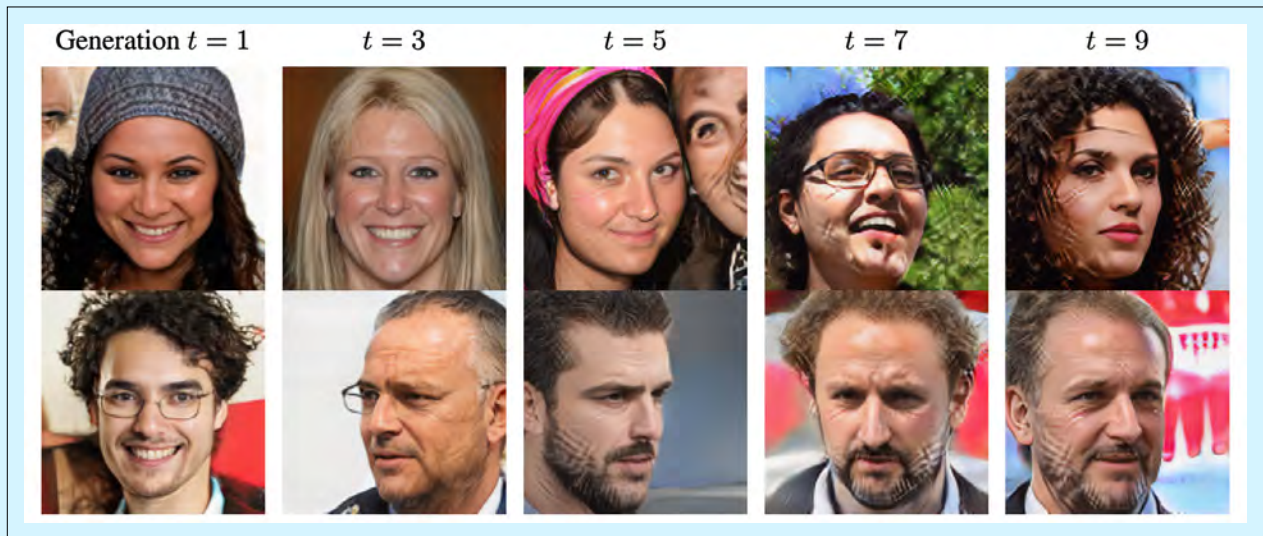 Generation t = 1 t = 3 t = 5 t = 7 t = 9